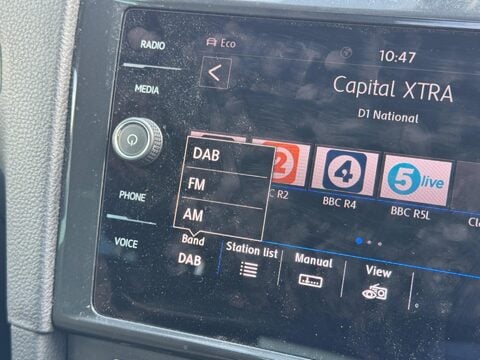 RADIO
Eco
10:47
MEDIA
Capital XTRA
D1 National
DAB
FM
AM
2
4
5 live
C R2
BBC R4
BBC R5L
PHONE
VOICE
Band
DAB
Station list
Manual
View